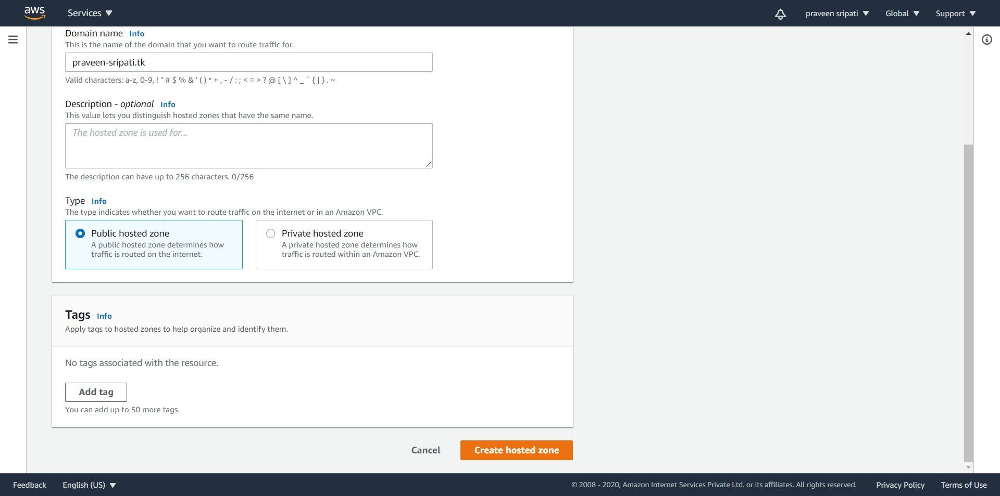 aws Services praveen sripati Global Support
Domain name Info
This is the name of the domain that you want to route traffic for.
praveen-sripati.tk
Valid characters: a-z, 0-9, ! " # $ % & ' ( ) * + , - / : ; < = > ? @ [ \ ] ^ _ ` { | } . ~
Description - optional Info
This value lets you distinguish hosted zones that have the same name.
The hosted zone is used for...
The description can have up to 256 characters. 0/256
Type Info
The type indicates whether you want to route traffic on the internet or in an Amazon VPC.
Public hosted zone
A public hosted zone determines how
traffic is routed on the internet.
Private hosted zone
A private hosted zone determines how
traffic is routed within an Amazon VPC.
Tags Info
Apply tags to hosted zones to help organize and identify them.
No tags associated with the resource.
Add tag
You can add up to 50 more tags.
Cancel Create hosted zone
Feedback English (US) © 2008 - 2020, Amazon Internet Services Private Ltd. or its affiliates. All rights reserved. Privacy Policy Terms of Use